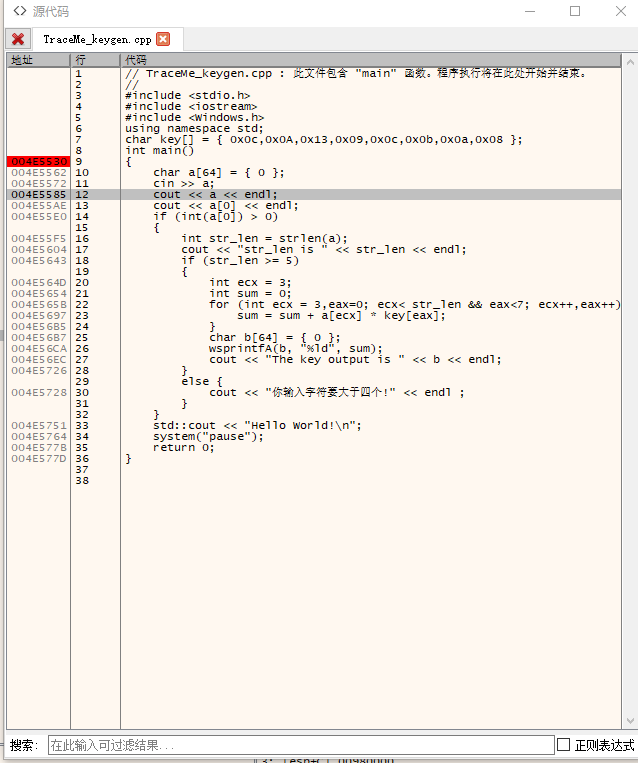 源代码
TraceMe_keygen.cpp
地址 行 代码
1 // TraceMe_keygen.cpp : 此文件包含 "main" 函数。程序执行将在此处开始并结束。
2 //
3 #include <stdio.h>
4 #include <iostream>
5 #include <Windows.h>
6 using namespace std;
7 char key[] = { 0x0c,0x0A,0x13,0x09,0x0c,0x0b,0x0a,0x08 };
8 int main()
004E5530 9 {
004E5562 10 char a[64] = { 0 };
004E5572 11 cin >> a;
004E5585 12 cout << a << endl;
004E55AE 13 cout << a[0] << endl;
004E55E0 14 if (int(a[0]) > 0)
15 {
004E55F5 16 int str_len = strlen(a);
004E5604 17 cout << "str_len is " << str_len << endl;
004E5643 18 if (str_len >= 5)
19 {
004E564D 20 int ecx = 3;
004E5654 21 int sum = 0;
004E565B 22 for (int ecx = 3,eax=0; ecx< str_len && eax<7; ecx++,eax++)
004E5697 23 sum = sum + a[ecx] * key[eax];
004E56B5 24 }
004E56B7 25 char b[64] = { 0 };
004E56CA 26 wsprintfA(b, "%ld", sum);
004E56EC 27 cout << "The key output is " << b << endl;
004E5726 28 }
29 else {
004E5728 30 cout << "你输入字符要大于四个!" << endl ;
31 }
32 }
004E5751 33 std::cout << "Hello World!\n";
004E5764 34 system("pause");
004E577B 35 return 0;
004E577D 36 }
37
38
搜索: 在此输入可过滤结果... 正则表达式